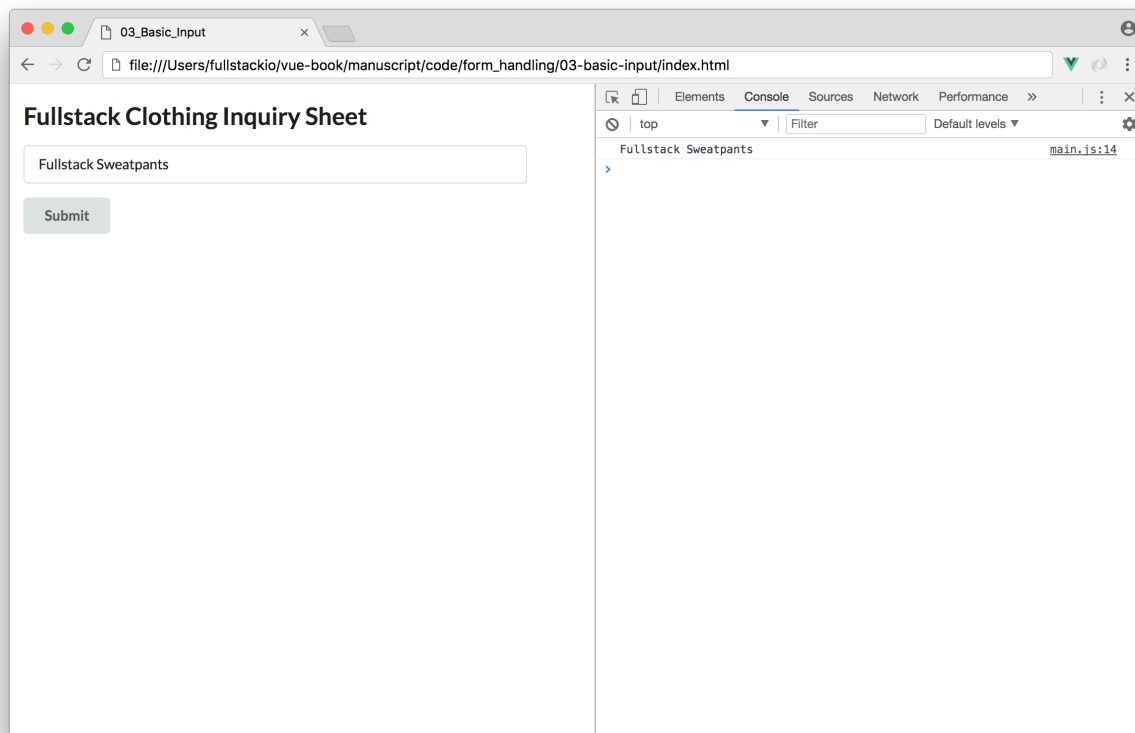 03_Basic_Input
file:///Users/fullstackio/vue-book/manuscript/code/form_handling/03-basic-input/index.html
Fullstack Clothing Inquiry Sheet
Fullstack Sweatpants
Submit
Elements Console Sources Network Performance »
top Filter Default levels
Fullstack Sweatpants main.js:14